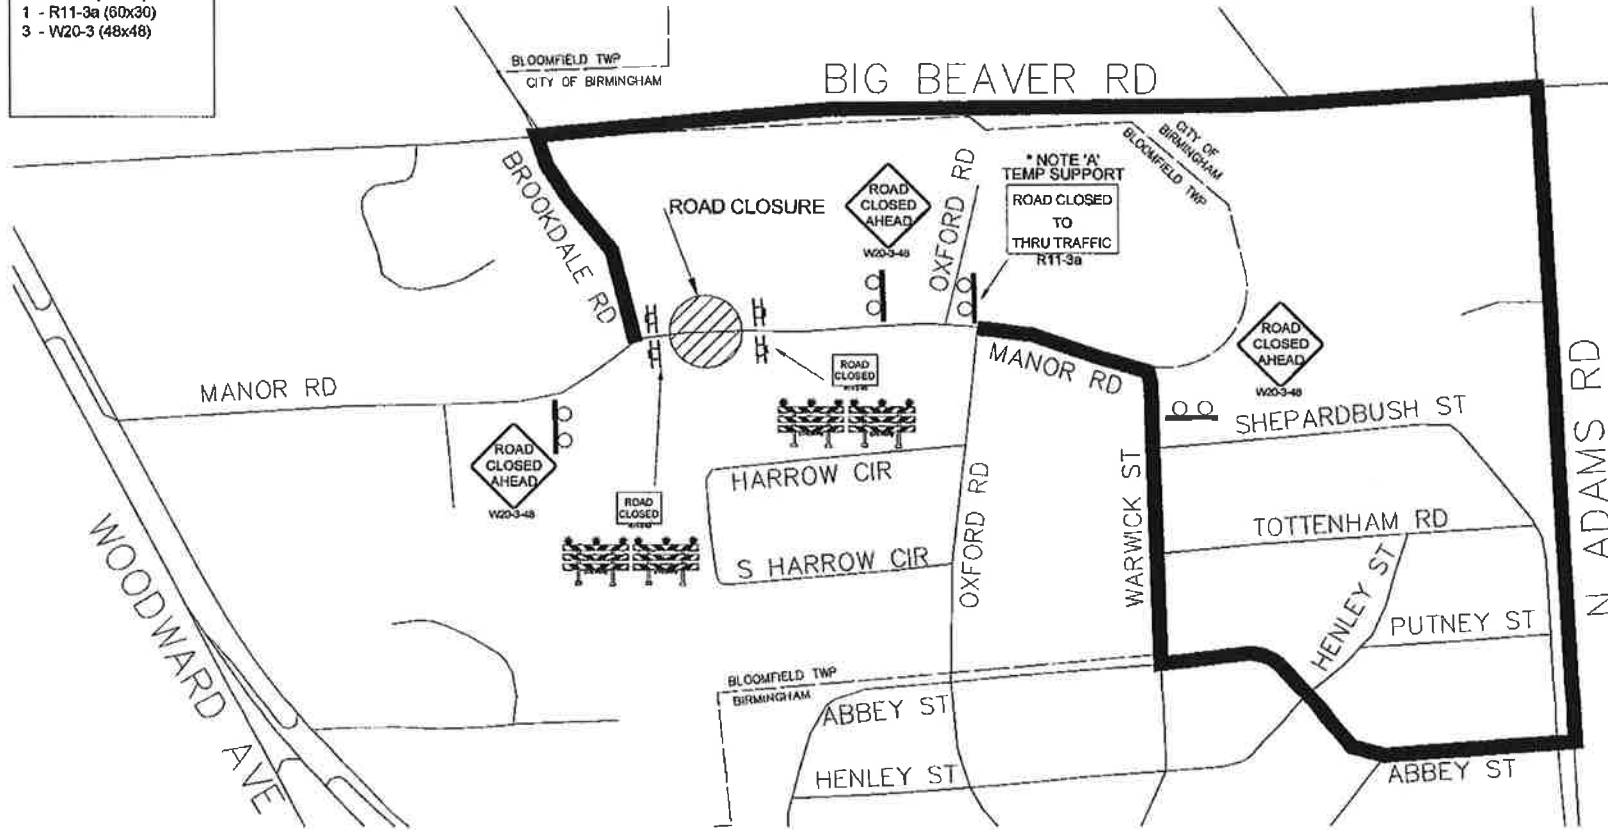 1 - R11-3a (60x30)
3 - W20-3 (48x48)
BLOOMFIELD TWP
CITY OF BIRMINGHAM
BIG BEAVER RD
CITY OF
BIRMINGHAM
BLOOMFIELD TWP
BROOKDALE RD
ROAD CLOSURE
ROAD
CLOSED
AHEAD
W20-3-48
OXFORD RD
* NOTE 'A'
TEMP SUPPORT
ROAD CLOSED
TO
THRU TRAFFIC
R11-3a
ROAD
CLOSED
AHEAD
W20-3-48
MANOR RD
MANOR RD
ROAD
CLOSED
N ADAMS RD
SHEPARDBUSH ST
ROAD
CLOSED
AHEAD
W20-3-48
HARROW CIR
ROAD
CLOSED
OXFORD RD
WARWICK ST
TOTTENHAM RD
S HARROW CIR
HENLEY ST
PUTNEY ST
WOODWARD AVE
BLOOMFIELD TWP
BIRMINGHAM
ABBEY ST
HENLEY ST
ABBEY ST